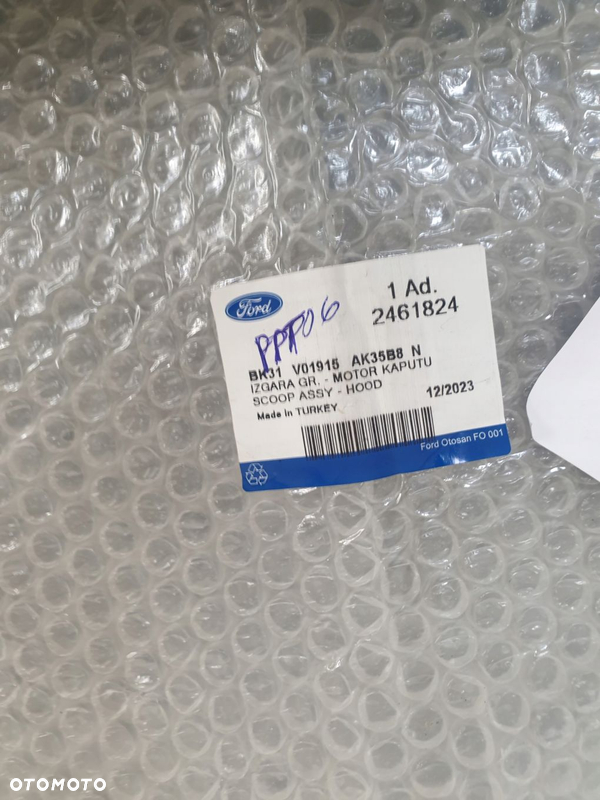 Ford
1 Ad.
2461824
PPF06
BK31 V01915 AK35B8 N
IZGARA GR. - MOTOR KAPUTU
SCOOP ASSY - HOOD
12/2023
Made in TURKEY
Ford Otosan FO 001
OTOMOTO